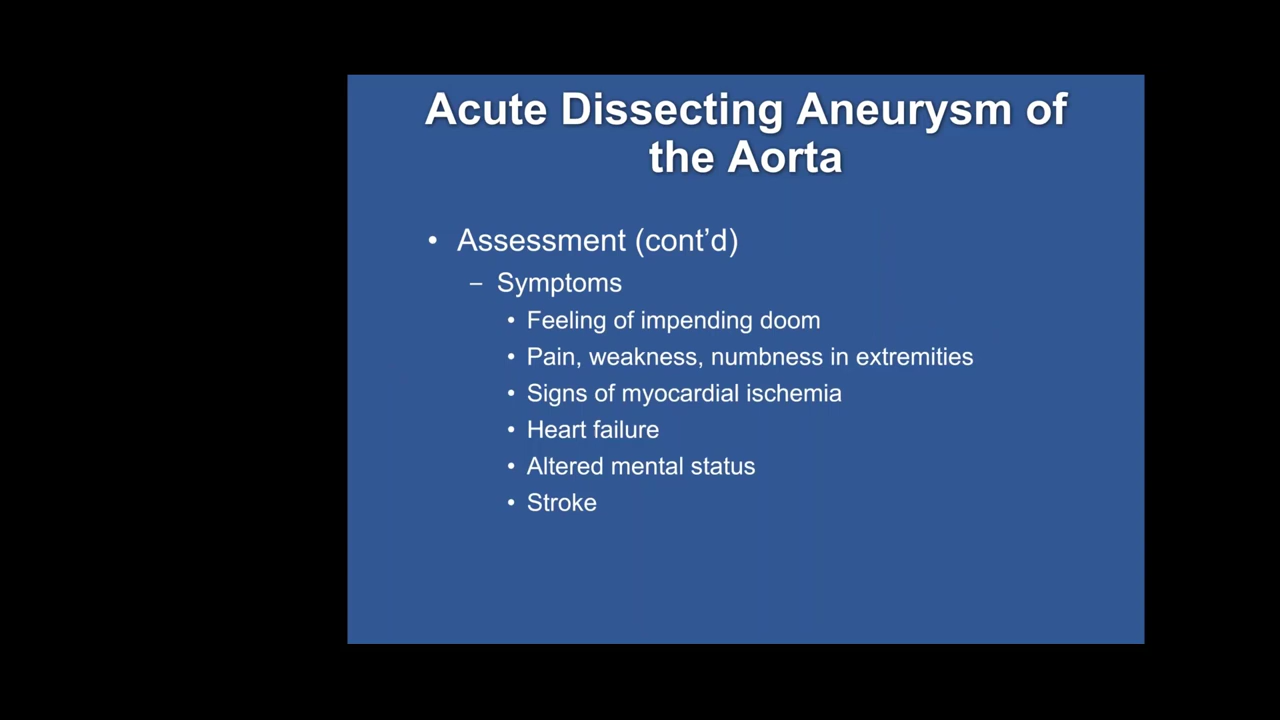 Acute Dissecting Aneurysm of
the Aorta
• Assessment (cont’d)
– Symptoms
• Feeling of impending doom
• Pain, weakness, numbness in extremities
• Signs of myocardial ischemia
• Heart failure
• Altered mental status
• Stroke